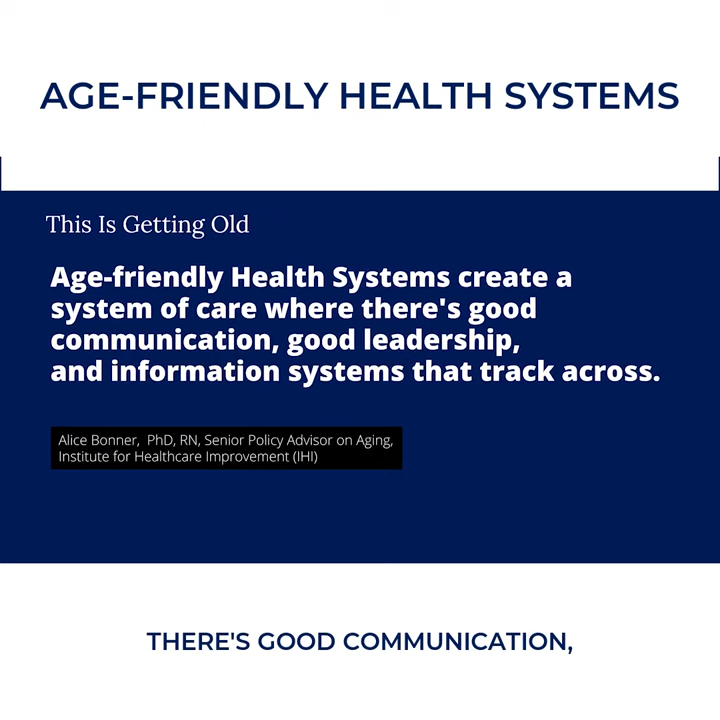 AGE-FRIENDLY HEALTH SYSTEMS
This Is Getting Old
Age-friendly Health Systems create a
system of care where there's good
communication, good leadership,
and information systems that track across.
Alice Bonner,  PhD, RN, Senior Policy Advisor on Aging,
Institute for Healthcare Improvement (IHI)
THERE'S GOOD COMMUNICATION,